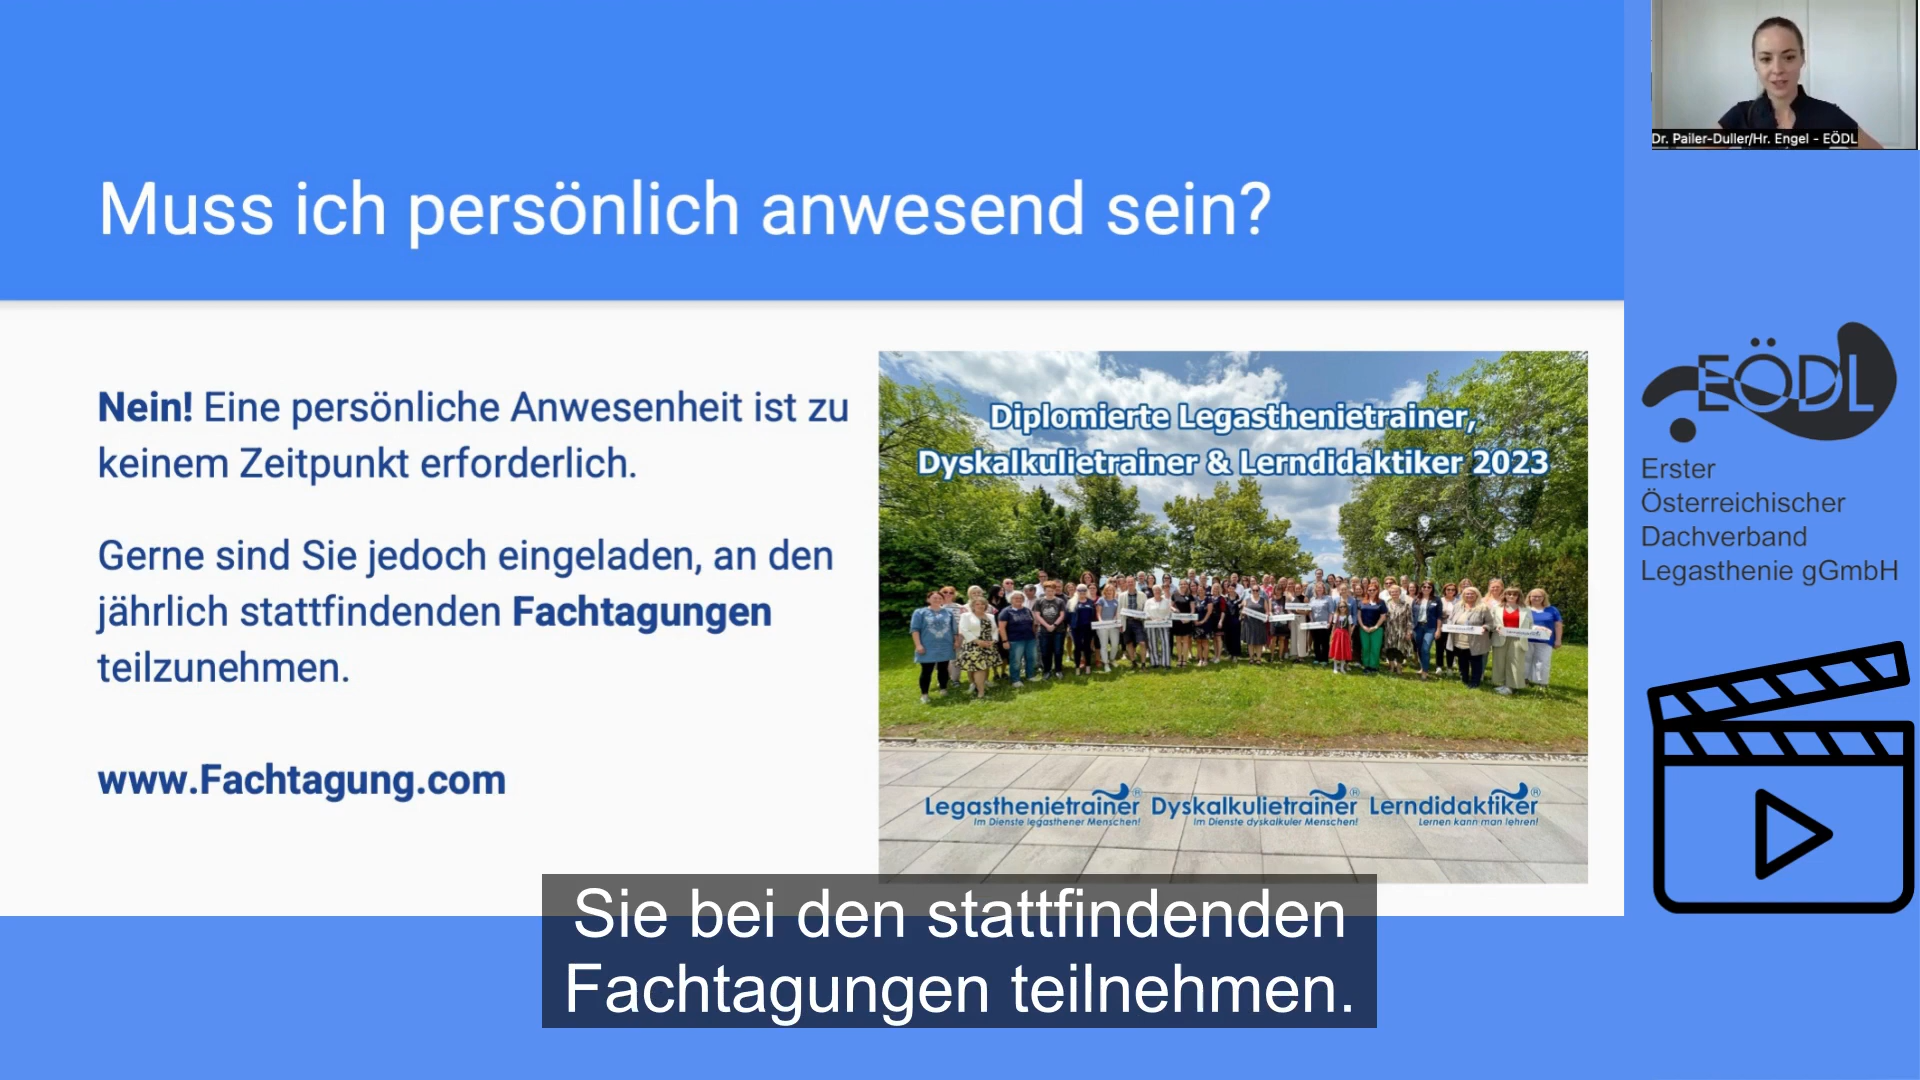 Muss ich persönlich anwesend sein?
Nein! Eine persönliche Anwesenheit ist zu
keinem Zeitpunkt erforderlich.
Gerne sind Sie jedoch eingeladen, an den
jährlich stattfindenden Fachtagungen
teilzunehmen.
www.Fachtagung.com
Diplomierte Legasthenietrainer,
Dyskalkulietrainer & Lerndidaktiker 2023
Legasthenietrainer® Dyskalkulietrainer® Lerndidaktiker®
Im Dienste legasthener Menschen! Im Dienste dyskalkuler Menschen! Lernen kann man lehren!
Sie bei den stattfindenden
Fachtagungen teilnehmen.
Dr. Pailer-Duller/Hr. Engel - EÖDL
EÖDL
Erster
Österreichischer
Dachverband
Legasthenie gGmbH